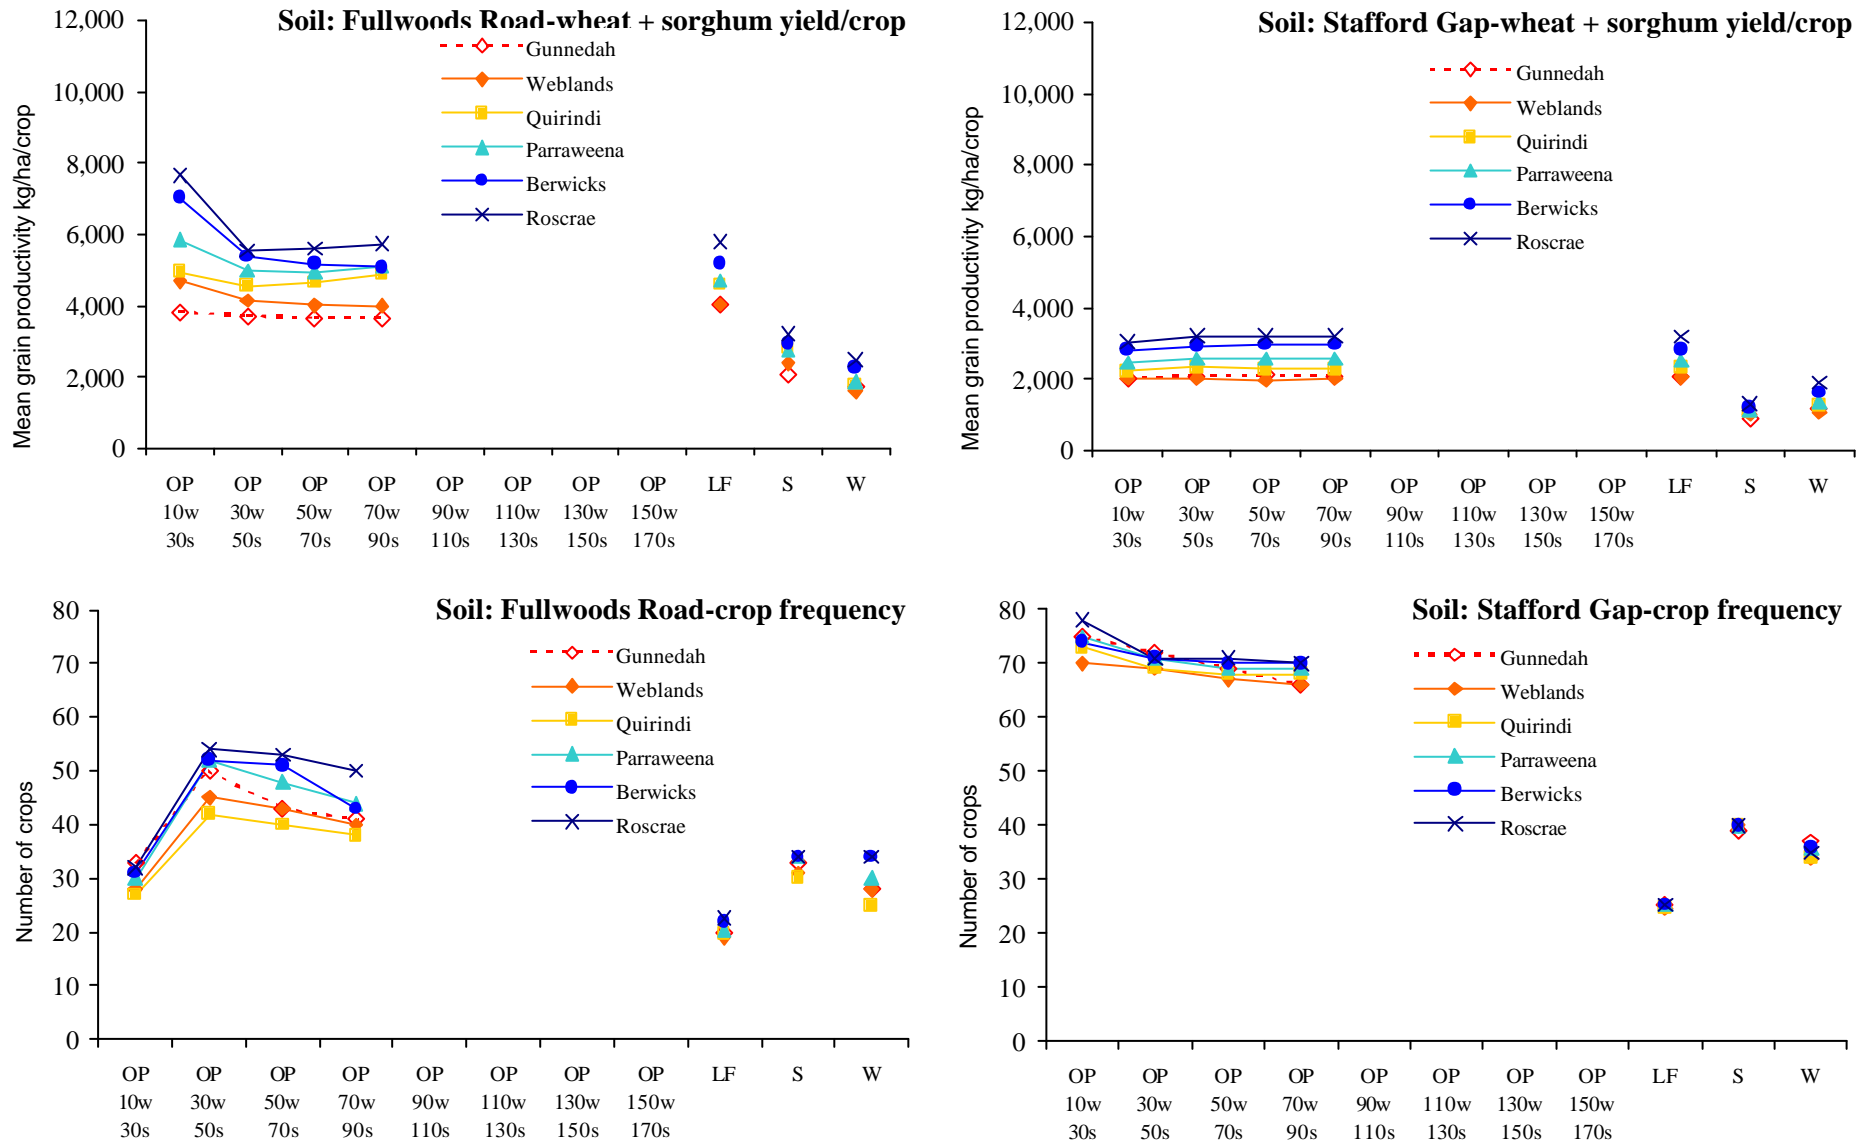 Soil: Fullwoods Road-wheat + sorghum yield/crop
Mean grain productivity kg/ha/crop
12,000
10,000
8,000
6,000
4,000
2,000
0
Gunnedah
Weblands
Quirindi
Parraweena
Berwicks
Roscrae
OP OP OP OP OP OP OP OP LF S W
10w 30w 50w 70w 90w 110w 130w 150w
30s 50s 70s 90s 110s 130s 150s 170s
Soil: Stafford Gap-wheat + sorghum yield/crop
Mean grain productivity kg/ha/crop
12,000
10,000
8,000
6,000
4,000
2,000
0
Gunnedah
Weblands
Quirindi
Parraweena
Berwicks
Roscrae
OP OP OP OP OP OP OP OP LF S W
10w 30w 50w 70w 90w 110w 130w 150w
30s 50s 70s 90s 110s 130s 150s 170s
Soil: Fullwoods Road-crop frequency
Number of crops
80
70
60
50
40
30
20
10
0
Gunnedah
Weblands
Quirindi
Parraweena
Berwicks
Roscrae
OP OP OP OP OP OP OP OP LF S W
10w 30w 50w 70w 90w 110w 130w 150w
30s 50s 70s 90s 110s 130s 150s 170s
Soil: Stafford Gap-crop frequency
Number of crops
80
70
60
50
40
30
20
10
0
Gunnedah
Weblands
Quirindi
Parraweena
Berwicks
Roscrae
OP OP OP OP OP OP OP OP LF S W
10w 30w 50w 70w 90w 110w 130w 150w
30s 50s 70s 90s 110s 130s 150s 170s